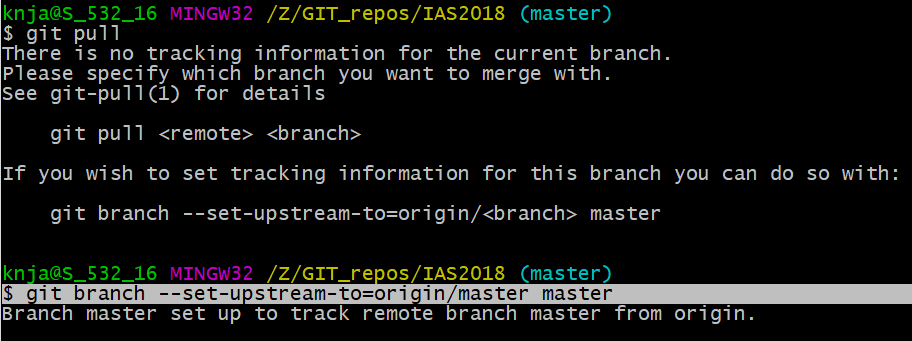 knja@S_532_16 MINGW32 /Z/GIT_repos/IAS2018 (master)
$ git pull
There is no tracking information for the current branch.
Please specify which branch you want to merge with.
See git-pull(1) for details
git pull <remote> <branch>
If you wish to set tracking information for this branch you can do so with:
git branch --set-upstream-to=origin/<branch> master
knja@S_532_16 MINGW32 /Z/GIT_repos/IAS2018 (master)
$ git branch --set-upstream-to=origin/master master
Branch master set up to track remote branch master from origin.